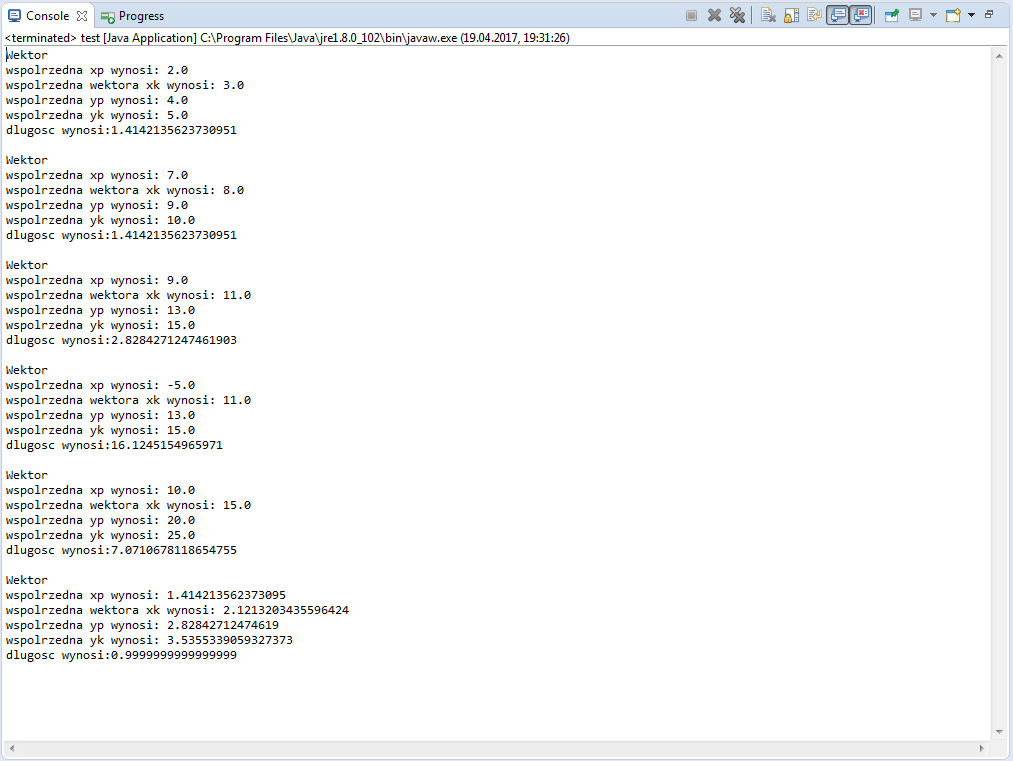 Console Progress
<terminated> test [Java Application] C:\Program Files\Java\jre1.8.0_102\bin\javaw.exe (19.04.2017, 19:31:26)
Wektor
wspolrzedna xp wynosi: 2.0
wspolrzedna wektora xk wynosi: 3.0
wspolrzedna yp wynosi: 4.0
wspolrzedna yk wynosi: 5.0
dlugosc wynosi:1.4142135623730951
Wektor
wspolrzedna xp wynosi: 7.0
wspolrzedna wektora xk wynosi: 8.0
wspolrzedna yp wynosi: 9.0
wspolrzedna yk wynosi: 10.0
dlugosc wynosi:1.4142135623730951
Wektor
wspolrzedna xp wynosi: 9.0
wspolrzedna wektora xk wynosi: 11.0
wspolrzedna yp wynosi: 13.0
wspolrzedna yk wynosi: 15.0
dlugosc wynosi:2.8284271247461903
Wektor
wspolrzedna xp wynosi: -5.0
wspolrzedna wektora xk wynosi: 11.0
wspolrzedna yp wynosi: 13.0
wspolrzedna yk wynosi: 15.0
dlugosc wynosi:16.1245154965971
Wektor
wspolrzedna xp wynosi: 10.0
wspolrzedna wektora xk wynosi: 15.0
wspolrzedna yp wynosi: 20.0
wspolrzedna yk wynosi: 25.0
dlugosc wynosi:7.0710678118654755
Wektor
wspolrzedna xp wynosi: 1.414213562373095
wspolrzedna wektora xk wynosi: 2.1213203435596424
wspolrzedna yp wynosi: 2.82842712474619
wspolrzedna yk wynosi: 3.5355339059327373
dlugosc wynosi:0.9999999999999999